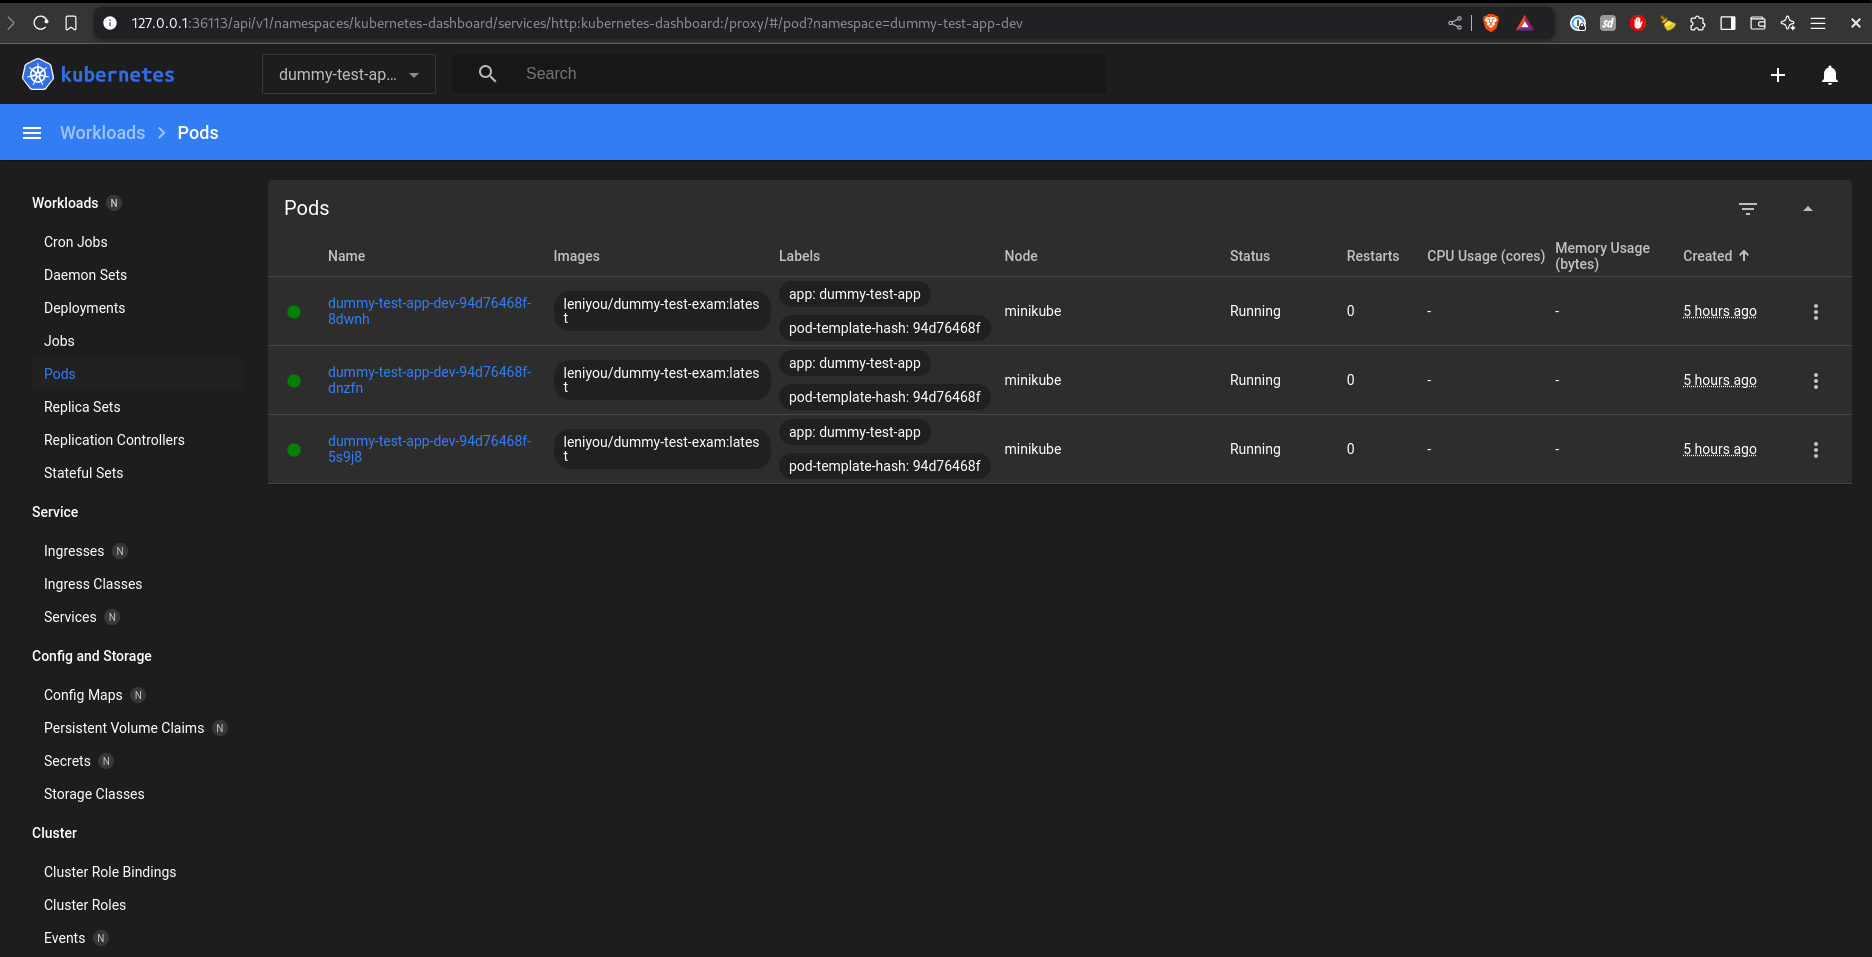 127.0.0.1:36113/api/v1/namespaces/kubernetes-dashboard/services/http:kubernetes-dashboard:/proxy/#/pod?namespace=dummy-test-app-dev
sd
kubernetes
dummy-test-ap...
Search
Workloads > Pods
Workloads N
Cron Jobs
Daemon Sets
Deployments
Jobs
Pods
Replica Sets
Replication Controllers
Stateful Sets
Service
Ingresses N
Ingress Classes
Services N
Config and Storage
Config Maps N
Persistent Volume Claims N
Secrets N
Storage Classes
Cluster
Cluster Role Bindings
Cluster Roles
Events N
Pods
Name Images Labels Node Status Restarts CPU Usage (cores) Memory Usage (bytes) Created
dummy-test-app-dev-94d76468f-
8dwnh
leniyou/dummy-test-exam:lates
t
app: dummy-test-app
pod-template-hash: 94d76468f
minikube Running 0 - - 5 hours ago
dummy-test-app-dev-94d76468f-
dnzfn
leniyou/dummy-test-exam:lates
t
app: dummy-test-app
pod-template-hash: 94d76468f
minikube Running 0 - - 5 hours ago
dummy-test-app-dev-94d76468f-
5s9j8
leniyou/dummy-test-exam:lates
t
app: dummy-test-app
pod-template-hash: 94d76468f
minikube Running 0 - - 5 hours ago